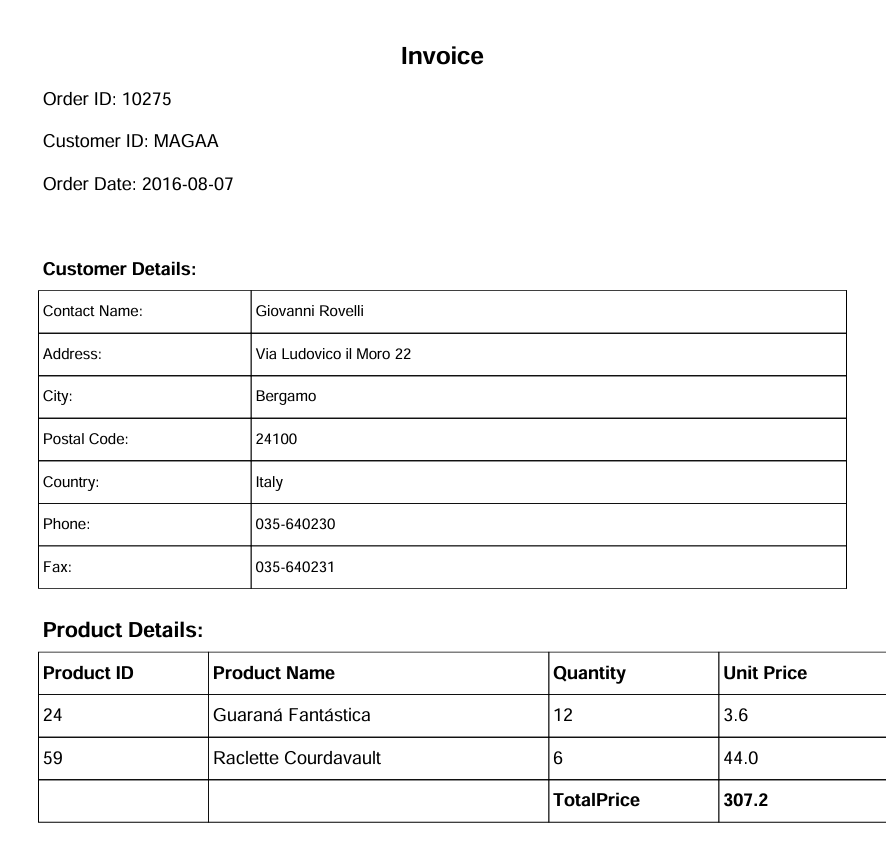 Invoice
Order ID: 10275
Customer ID: MAGAA
Order Date: 2016-08-07
Customer Details:
Contact Name: Giovanni Rovelli
Address: Via Ludovico il Moro 22
City: Bergamo
Postal Code: 24100
Country: Italy
Phone: 035-640230
Fax: 035-640231
Product Details:
Product ID Product Name Quantity Unit Price
24 Guaraná Fantástica 12 3.6
59 Raclette Courdavault 6 44.0
TotalPrice 307.2